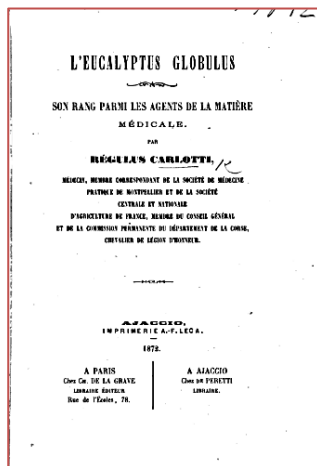 L'EUCALYPTUS GLOBULUS
SON RANG PARMI LES AGENTS DE LA MATIÈRE
MÉDICALE.
PAR
RÉGULUS CARLOTTI,
MÉDECIN, MEMBRE CORRESPONDANT DE LA SOCIÉTÉ DE MÉDECINE
PRATIQUE DE MONTPELLIER ET DE LA SOCIÉTÉ
CENTRALE ET NATIONALE
D'AGRICULTURE DE FRANCE, MEMBRE DU CONSEIL GÉNÉRAL
ET DE LA COMMISSION PERMANENTE DU DÉPARTEMENT DE LA CORSE,
CHEVALIER DE LÉGION D'HONNEUR.
AJACCIO,
IMPRIMERIE A.-F. LECA.
1872.
A PARIS
Chez CH. DE LA GRAVE
LIBRAIRE ÉDITEUR
Rue de l'Écoles, 78.
A AJACCIO
Chez DE PERETTI
LIBRAIRE.